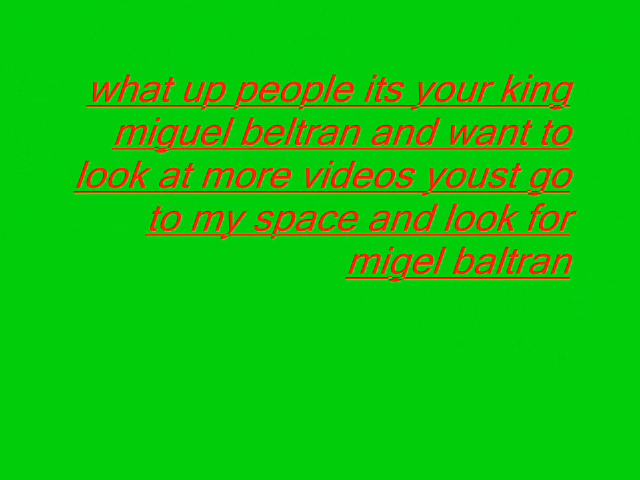 what up people its your king
miguel beltran and want to
look at more videos youst go
to my space and look for
migel baltran